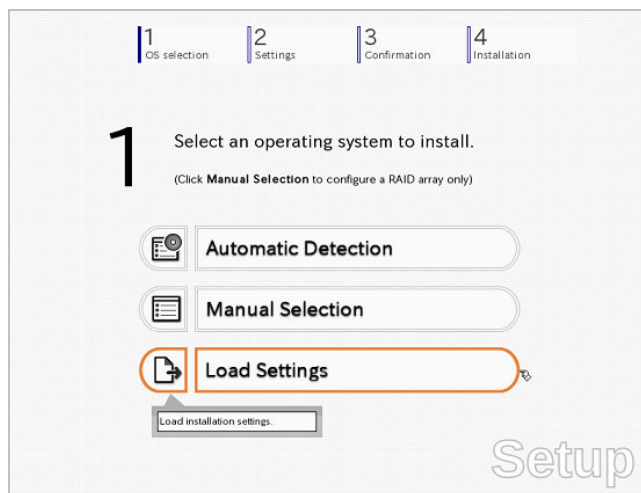 1
OS selection
2
Settings
3
Confirmation
4
Installation
1
Select an operating system to install.
(Click Manual Selection to configure a RAID array only)
Automatic Detection
Manual Selection
Load Settings
Load installation settings.
Setup